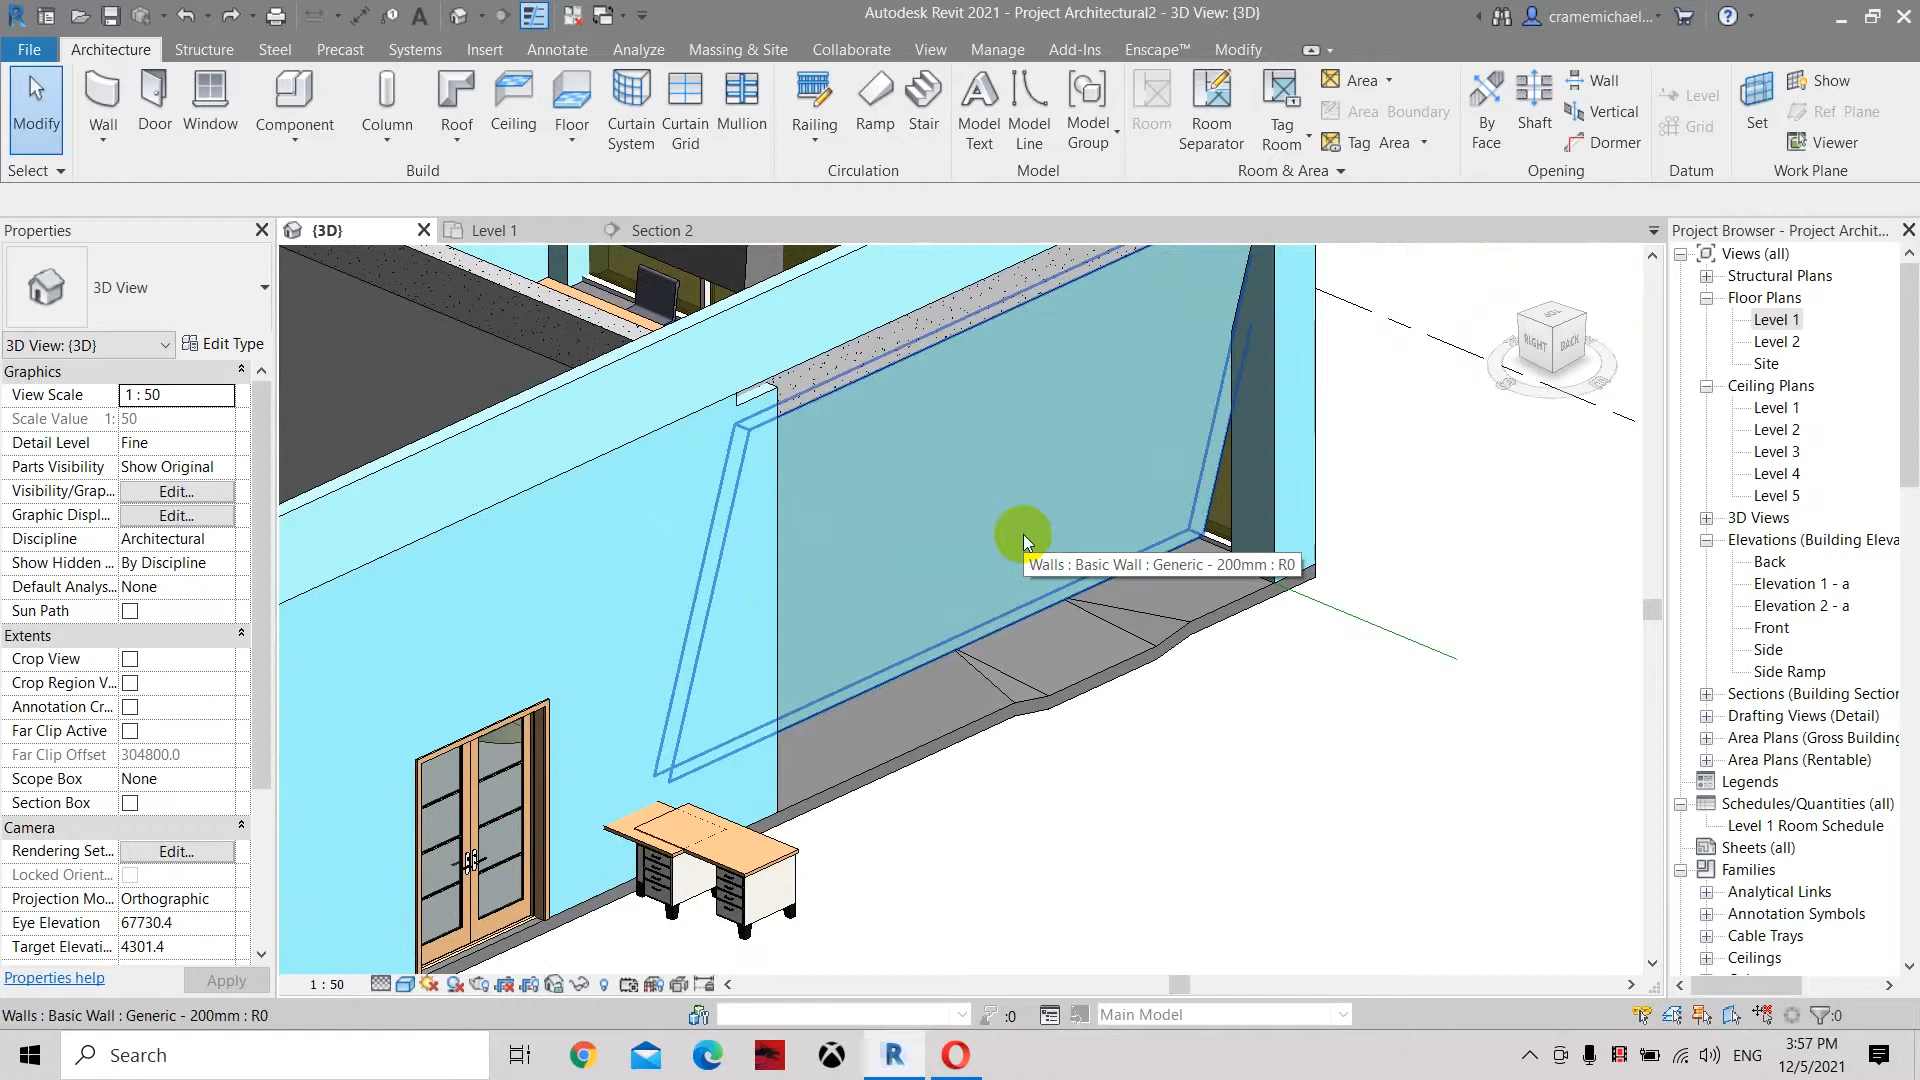 Autodesk Revit 2021 - Project Architectural2 - 3D View: {3D}
cramemichael...
File Architecture Structure Steel Precast Systems Insert Annotate Analyze Massing & Site Collaborate View Manage Add-Ins Enscape™ Modify
Modify
Wall Door Window Component Column Roof Ceiling Floor Curtain System Curtain Grid Mullion
Railing Ramp Stair
Model Text Model Line Model Group
Room Room Separator Tag Room
Area
Area Boundary
Tag Area
By Face Shaft
Wall
Vertical
Dormer
Level
Grid
Set
Show
Ref Plane
Viewer
Select Build Circulation Model Room & Area Opening Datum Work Plane
Properties
{3D} Level 1 Section 2
Project Browser - Project Archit...
3D View
3D View: {3D} Edit Type
Graphics
View Scale 1 : 50
Scale Value 1: 50
Detail Level Fine
Parts Visibility Show Original
Visibility/Grap... Edit...
Graphic Displ... Edit...
Discipline Architectural
Show Hidden ... By Discipline
Default Analys... None
Sun Path
Extents
Crop View
Crop Region V...
Annotation Cr...
Far Clip Active
Far Clip Offset 304800.0
Scope Box None
Section Box
Camera
Rendering Set... Edit...
Locked Orient...
Projection Mo... Orthographic
Eye Elevation 67730.4
Target Elevati... 4301.4
Properties help Apply
TOP
RIGHT BACK
Walls : Basic Wall : Generic - 200mm : R0
1 : 50
Views (all)
Structural Plans
Floor Plans
Level 1
Level 2
Site
Ceiling Plans
Level 1
Level 2
Level 3
Level 4
Level 5
3D Views
Elevations (Building Eleva
Back
Elevation 1 - a
Elevation 2 - a
Front
Side
Side Ramp
Sections (Building Section
Drafting Views (Detail)
Area Plans (Gross Building
Area Plans (Rentable)
Legends
Schedules/Quantities (all)
Level 1 Room Schedule
Sheets (all)
Families
Analytical Links
Annotation Symbols
Cable Trays
Ceilings
Walls : Basic Wall : Generic - 200mm : R0
:0
Main Model
:0
Search
ENG
3:57 PM
12/5/2021